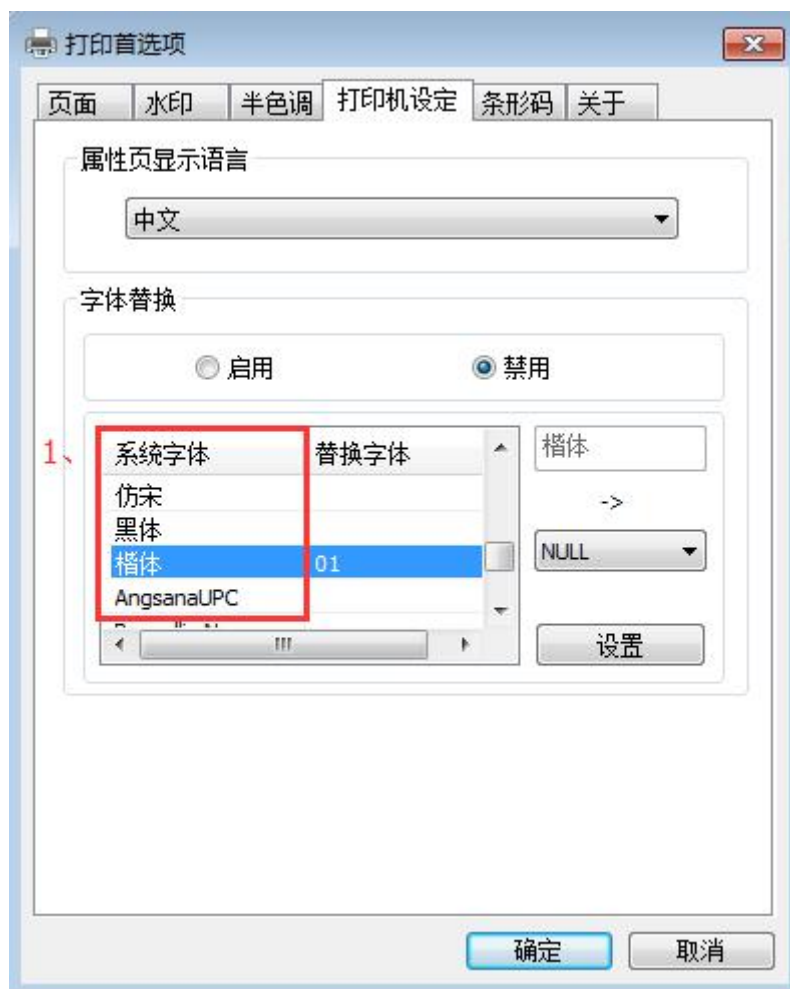 打印首选项
页面 水印 半色调 打印机设定 条形码 关于
属性页显示语言
中文
字体替换
启用 禁用
1、
系统字体 替换字体
楷体
仿宋
->
黑体
NULL
楷体 01
AngsanaUPC
设置
确定 取消